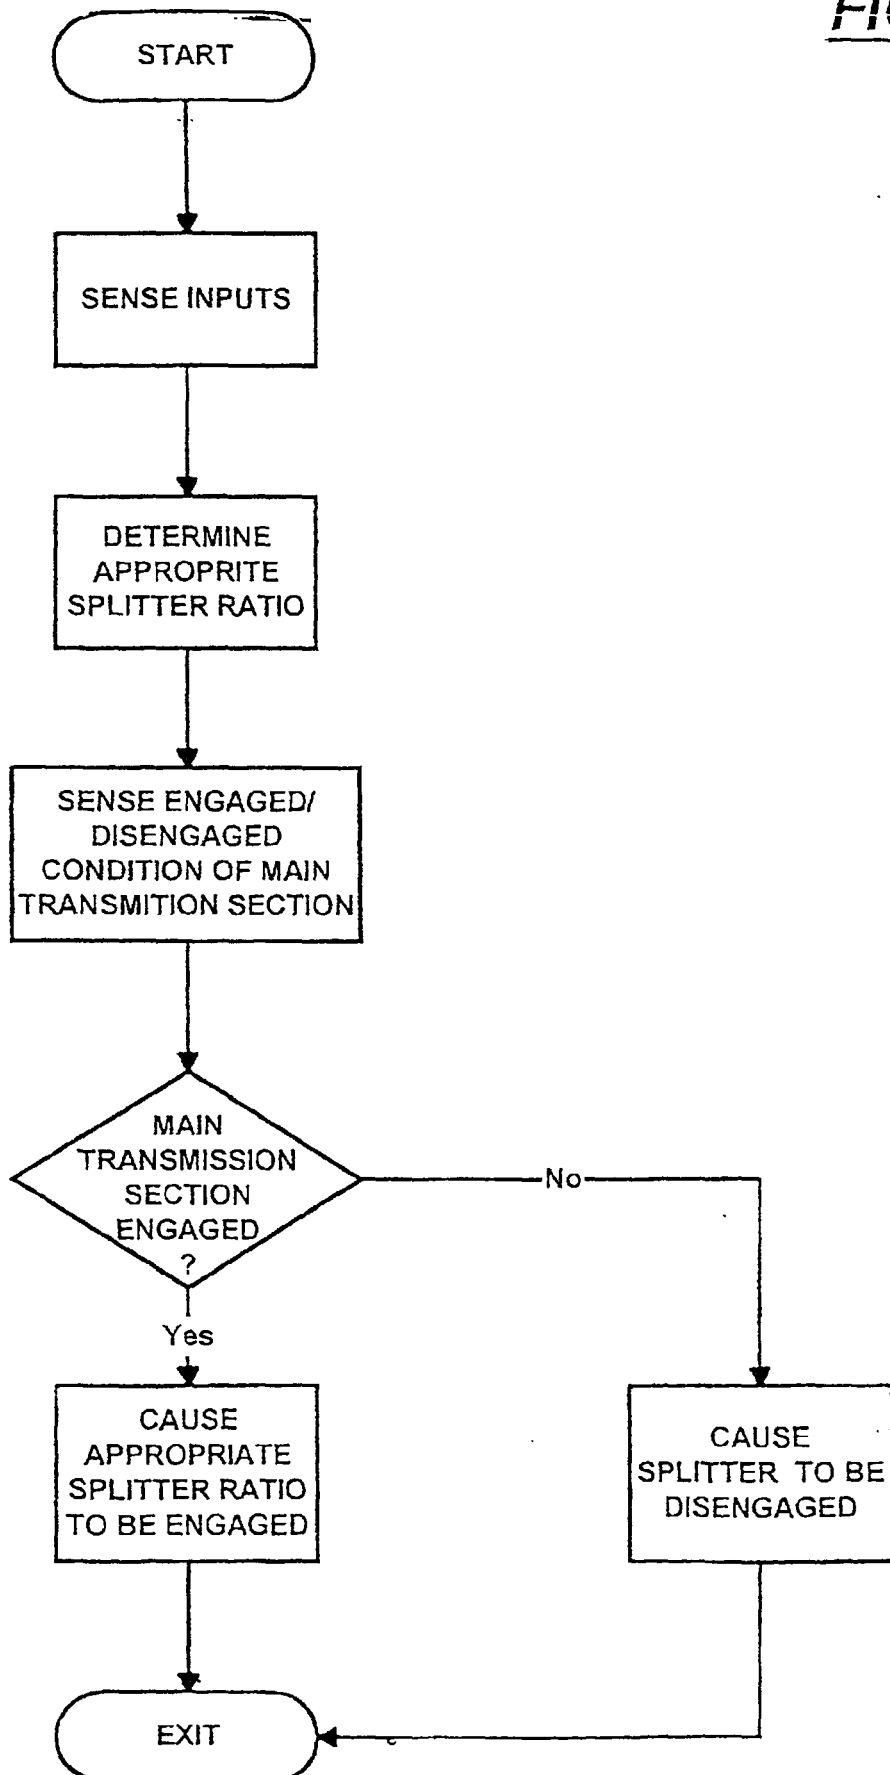 START
SENSE INPUTS
DETERMINE
APPROPRITE
SPLITTER RATIO
SENSE ENGAGED/
DISENGAGED
CONDITION OF MAIN
TRANSMITION SECTION
MAIN
TRANSMISSION
SECTION
ENGAGED
?
No
Yes
CAUSE
APPROPRIATE
SPLITTER RATIO
TO BE ENGAGED
CAUSE
SPLITTER TO BE
DISENGAGED
EXIT